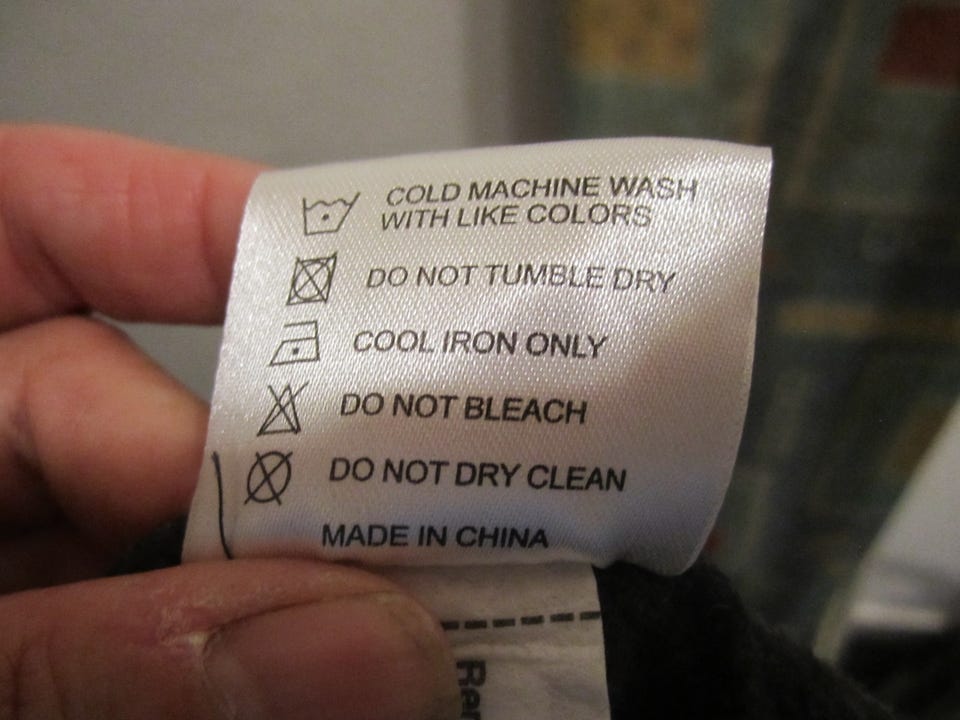 COLD MACHINE WASH
WITH LIKE COLORS
DO NOT TUMBLE DRY
COOL IRON ONLY
DO NOT BLEACH
DO NOT DRY CLEAN
MADE IN CHINA